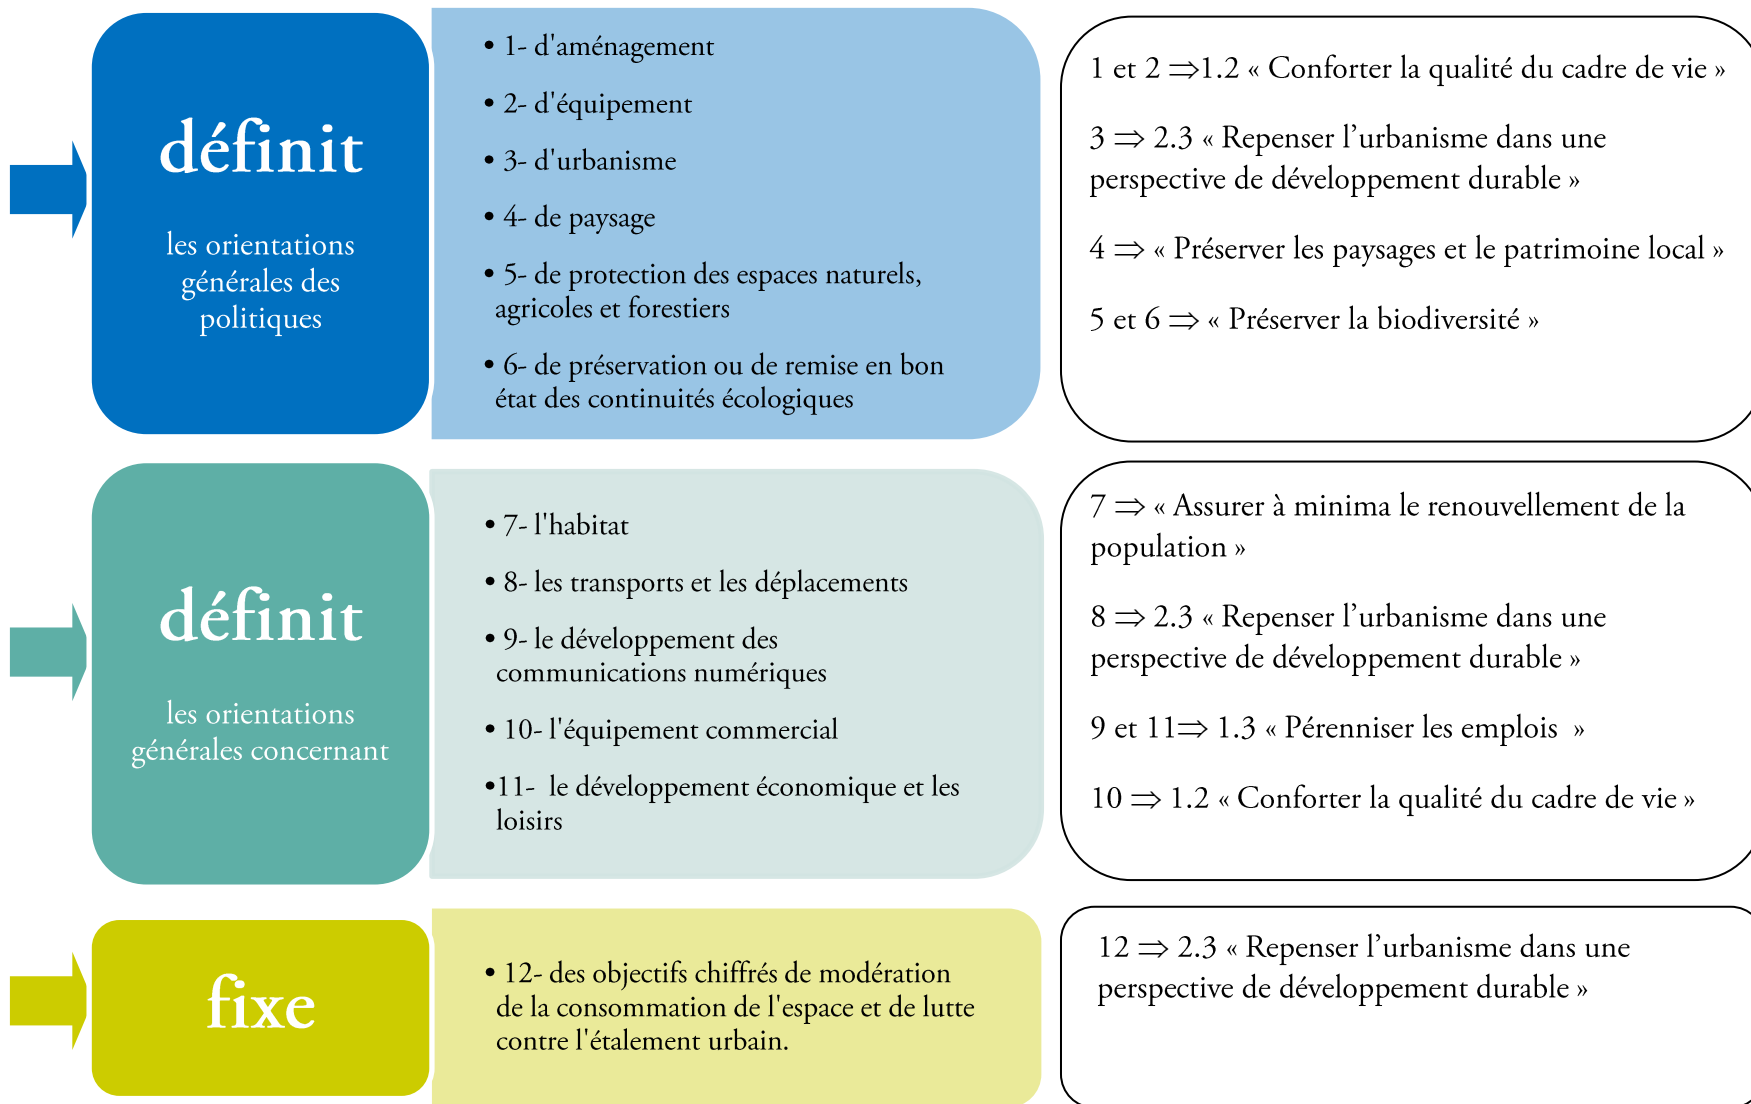 définit
les orientations
générales des
politiques
• 1- d'aménagement
• 2- d'équipement
• 3- d'urbanisme
• 4- de paysage
• 5- de protection des espaces naturels,
agricoles et forestiers
• 6- de préservation ou de remise en bon
état des continuités écologiques
1 et 2 ⇒1.2 « Conforter la qualité du cadre de vie »
3 ⇒ 2.3 « Repenser l’urbanisme dans une
perspective de développement durable »
4 ⇒ « Préserver les paysages et le patrimoine local »
5 et 6 ⇒ « Préserver la biodiversité »
définit
les orientations
générales concernant
• 7- l'habitat
• 8- les transports et les déplacements
• 9- le développement des
communications numériques
• 10- l'équipement commercial
•11-  le développement économique et les
loisirs
7 ⇒ « Assurer à minima le renouvellement de la
population »
8 ⇒ 2.3 « Repenser l’urbanisme dans une
perspective de développement durable »
9 et 11⇒ 1.3 « Pérenniser les emplois  »
10 ⇒ 1.2 « Conforter la qualité du cadre de vie »
fixe
• 12- des objectifs chiffrés de modération
de la consommation de l'espace et de lutte
contre l'étalement urbain.
12 ⇒ 2.3 « Repenser l’urbanisme dans une
perspective de développement durable »